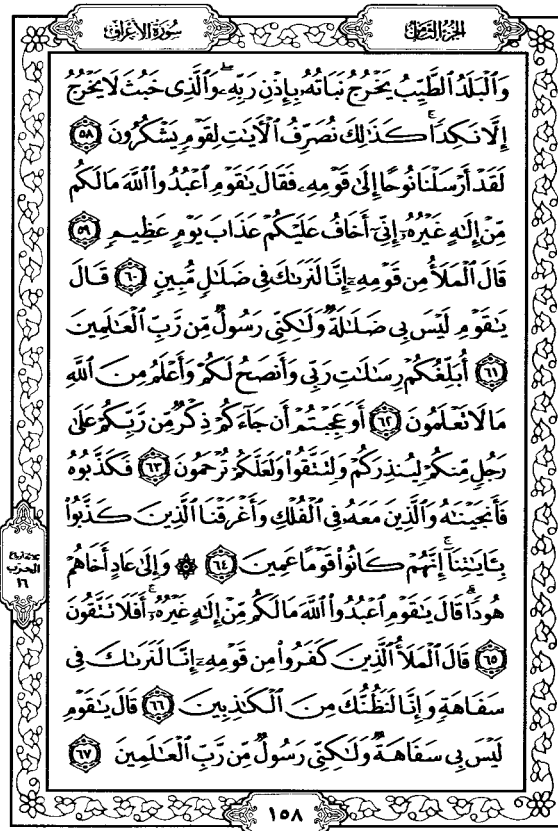 سُورَةُ الأَعْرَافِ
الجُزْءُ الثَّامِنُ
وَٱلْبَلَدُ ٱلطَّيِّبُ يَخْرُجُ نَبَاتُهُۥ بِإِذْنِ رَبِّهِۦۖ وَٱلَّذِى خَبُثَ لَا يَخْرُجُ
إِلَّا نَكِدًاۚ كَذَٰلِكَ نُصَرِّفُ ٱلْءَايَٰتِ لِقَوْمٍ يَشْكُرُونَ ٥٨
لَقَدْ أَرْسَلْنَا نُوحًا إِلَىٰ قَوْمِهِۦ فَقَالَ يَٰقَوْمِ ٱعْبُدُوا۟ ٱللَّهَ مَا لَكُم
مِّنْ إِلَٰهٍ غَيْرُهُۥٓ إِنِّىٓ أَخَافُ عَلَيْكُمْ عَذَابَ يَوْمٍ عَظِيمٍ ٥٩
قَالَ ٱلْمَلَأُ مِن قَوْمِهِۦٓ إِنَّا لَنَرَىٰكَ فِى ضَلَٰلٍ مُّبِينٍ ٦٠ قَالَ
يَٰقَوْمِ لَيْسَ بِى ضَلَٰلَةٌ وَلَٰكِنِّى رَسُولٌ مِّن رَّبِّ ٱلْعَٰلَمِينَ
٦١ أُبَلِّغُكُمْ رِسَٰلَٰتِ رَبِّى وَأَنصَحُ لَكُمْ وَأَعْلَمُ مِنَ ٱللَّهِ
مَا لَا تَعْلَمُونَ ٦٢ أَوَعَجِبْتُمْ أَن جَآءَكُمْ ذِكْرٌ مِّن رَّبِّكُمْ عَلَىٰ
رَجُلٍ مِّنكُمْ لِيُنذِرَكُمْ وَلِتَتَّقُوا۟ وَلَعَلَّكُمْ تُرْحَمُونَ ٦٣ فَكَذَّبُوهُ
فَأَنجَيْنَٰهُ وَٱلَّذِينَ مَعَهُۥ فِى ٱلْفُلْكِ وَأَغْرَقْنَا ٱلَّذِينَ كَذَّبُوا۟
بِـَٔايَٰتِنَآۚ إِنَّهُمْ كَانُوا۟ قَوْمًا عَمِينَ ٦٤ ۞ وَإِلَىٰ عَادٍ أَخَاهُمْ
هُودًاۗ قَالَ يَٰقَوْمِ ٱعْبُدُوا۟ ٱللَّهَ مَا لَكُم مِّنْ إِلَٰهٍ غَيْرُهُۥٓۚ أَفَلَا تَتَّقُونَ
٦٥ قَالَ ٱلْمَلَأُ ٱلَّذِينَ كَفَرُوا۟ مِن قَوْمِهِۦٓ إِنَّا لَنَرَىٰكَ فِى
سَفَاهَةٍ وَإِنَّا لَنَظُنُّكَ مِنَ ٱلْكَٰذِبِينَ ٦٦ قَالَ يَٰقَوْمِ
لَيْسَ بِى سَفَاهَةٌ وَلَٰكِنِّى رَسُولٌ مِّن رَّبِّ ٱلْعَٰلَمِينَ ٦٧
الحزب
١٦
١٥٨